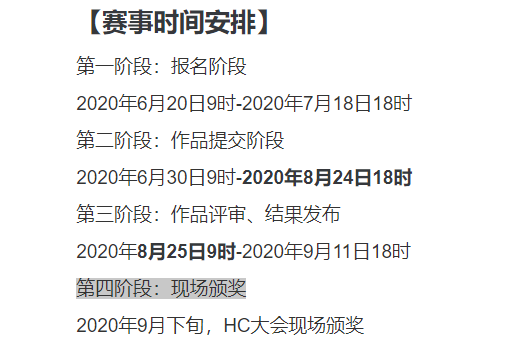 【赛事时间安排】
第一阶段：报名阶段
2020年6月20日9时-2020年7月18日18时
第二阶段：作品提交阶段
2020年6月30日9时-2020年8月24日18时
第三阶段：作品评审、结果发布
2020年8月25日9时-2020年9月11日18时
第四阶段：现场颁奖
2020年9月下旬，HC大会现场颁奖